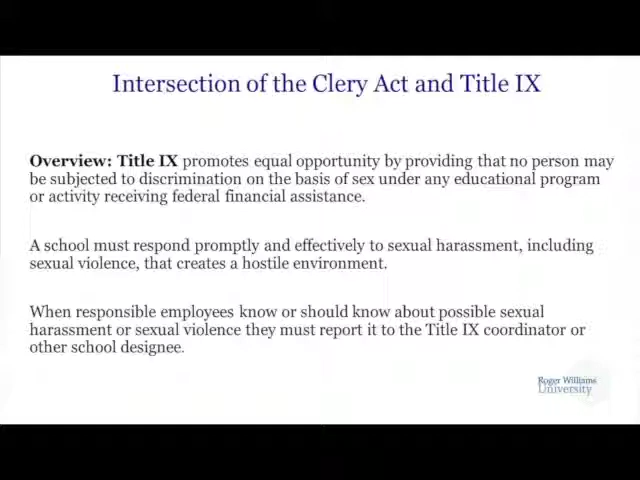 Intersection of the Clery Act and Title IX
Overview: Title IX promotes equal opportunity by providing that no person may
be subjected to discrimination on the basis of sex under any educational program
or activity receiving federal financial assistance.
A school must respond promptly and effectively to sexual harassment, including
sexual violence, that creates a hostile environment.
When responsible employees know or should know about possible sexual
harassment or sexual violence they must report it to the Title IX coordinator or
other school designee.
Roger Williams
University